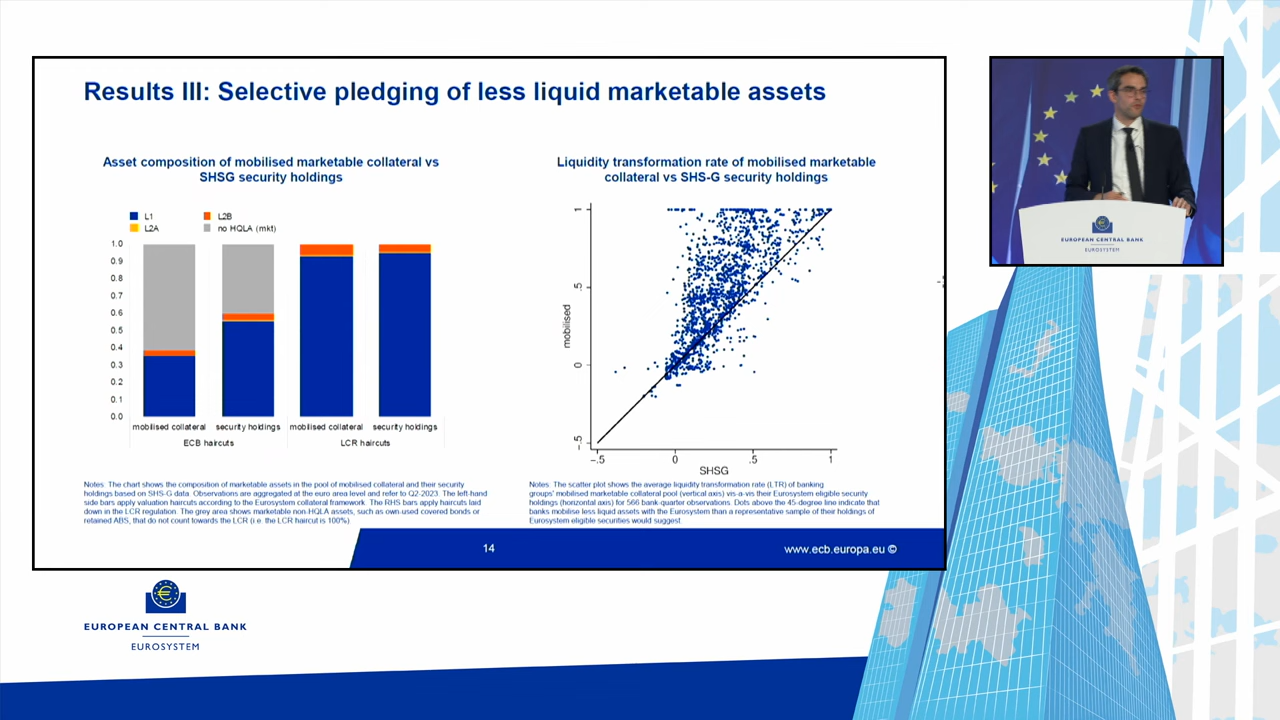 Results III: Selective pledging of less liquid marketable assets
Asset composition of mobilised marketable collateral vs
SHSG security holdings
L1
L2B
L2A
no HQLA (mkt)
1.0
0.9
0.8
0.7
0.6
0.5
0.4
0.3
0.2
0.1
0.0
mobilised collateral
security holdings
mobilised collateral
security holdings
ECB haircuts
LCR haircuts
Notes: The chart shows the composition of marketable assets in the pool of mobilised collateral and their security
holdings based on SHS-G data. Observations are aggregated at the euro area level and refer to Q2-2023. The left-hand
side bars apply valuation haircuts according to the Eurosystem collateral framework. The RHS bars apply haircuts laid
down in the LCR regulation. The grey area shows marketable non-HQLA assets, such as own-used covered bonds or
retained ABS, that do not count towards the LCR (i.e. the LCR haircut is 100%).
Liquidity transformation rate of mobilised marketable
collateral vs SHS-G security holdings
mobilised
1
.5
0
-.5
-.5
0
.5
1
SHSG
Notes: The scatter plot shows the average liquidity transformation rate (LTR) of banking
groups' mobilised marketable collateral pool (vertical axis) vis-a-vis their Eurosystem eligible security
holdings (horizontal axis) for 566 bank-quarter observations. Dots above the 45-degree line indicate that
banks mobilise less liquid assets with the Eurosystem than a representative sample of their holdings of
Eurosystem eligible securities would suggest.
14
www.ecb.europa.eu ©
EUROPEAN CENTRAL BANK
EUROSYSTEM
EUROPEAN CENTRAL BANK
EUROSYSTEM